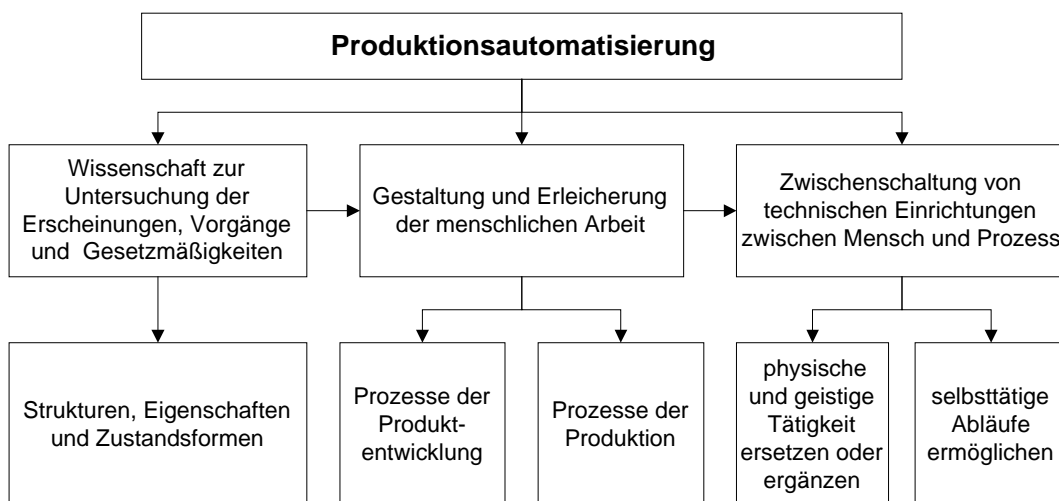 Produktionsautomatisierung
Wissenschaft zur
Untersuchung der
Erscheinungen, Vorgänge
und Gesetzmäßigkeiten
Gestaltung und Erleicherung
der menschlichen Arbeit
Zwischenschaltung von
technischen Einrichtungen
zwischen Mensch und Prozess
Strukturen, Eigenschaften
und Zustandsformen
Prozesse der
Produkt-
entwicklung
Prozesse der
Produktion
physische
und geistige
Tätigkeit
ersetzen oder
ergänzen
selbsttätige
Abläufe
ermöglichen